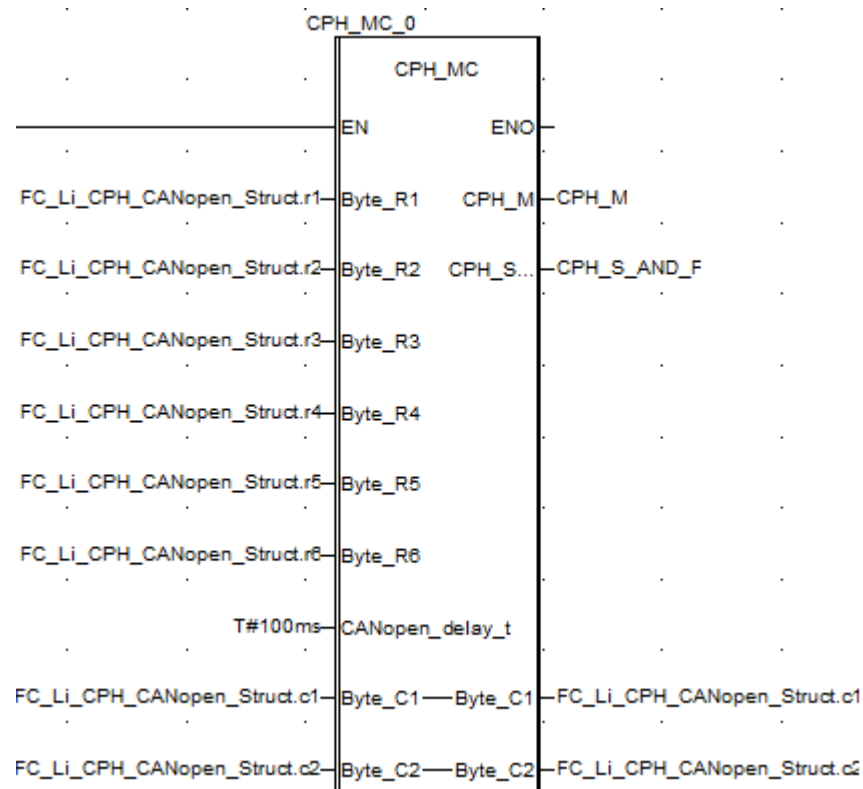 CPH_MC_0
CPH_MC
EN ENO
FC_Li_CPH_CANopen_Struct.r1 Byte_R1 CPH_M CPH_M
FC_Li_CPH_CANopen_Struct.r2 Byte_R2 CPH_S... CPH_S_AND_F
FC_Li_CPH_CANopen_Struct.r3 Byte_R3
FC_Li_CPH_CANopen_Struct.r4 Byte_R4
FC_Li_CPH_CANopen_Struct.r5 Byte_R5
FC_Li_CPH_CANopen_Struct.r6 Byte_R6
T#100ms CANopen_delay_t
FC_Li_CPH_CANopen_Struct.c1 Byte_C1 Byte_C1 FC_Li_CPH_CANopen_Struct.c1
FC_Li_CPH_CANopen_Struct.c2 Byte_C2 Byte_C2 FC_Li_CPH_CANopen_Struct.c2